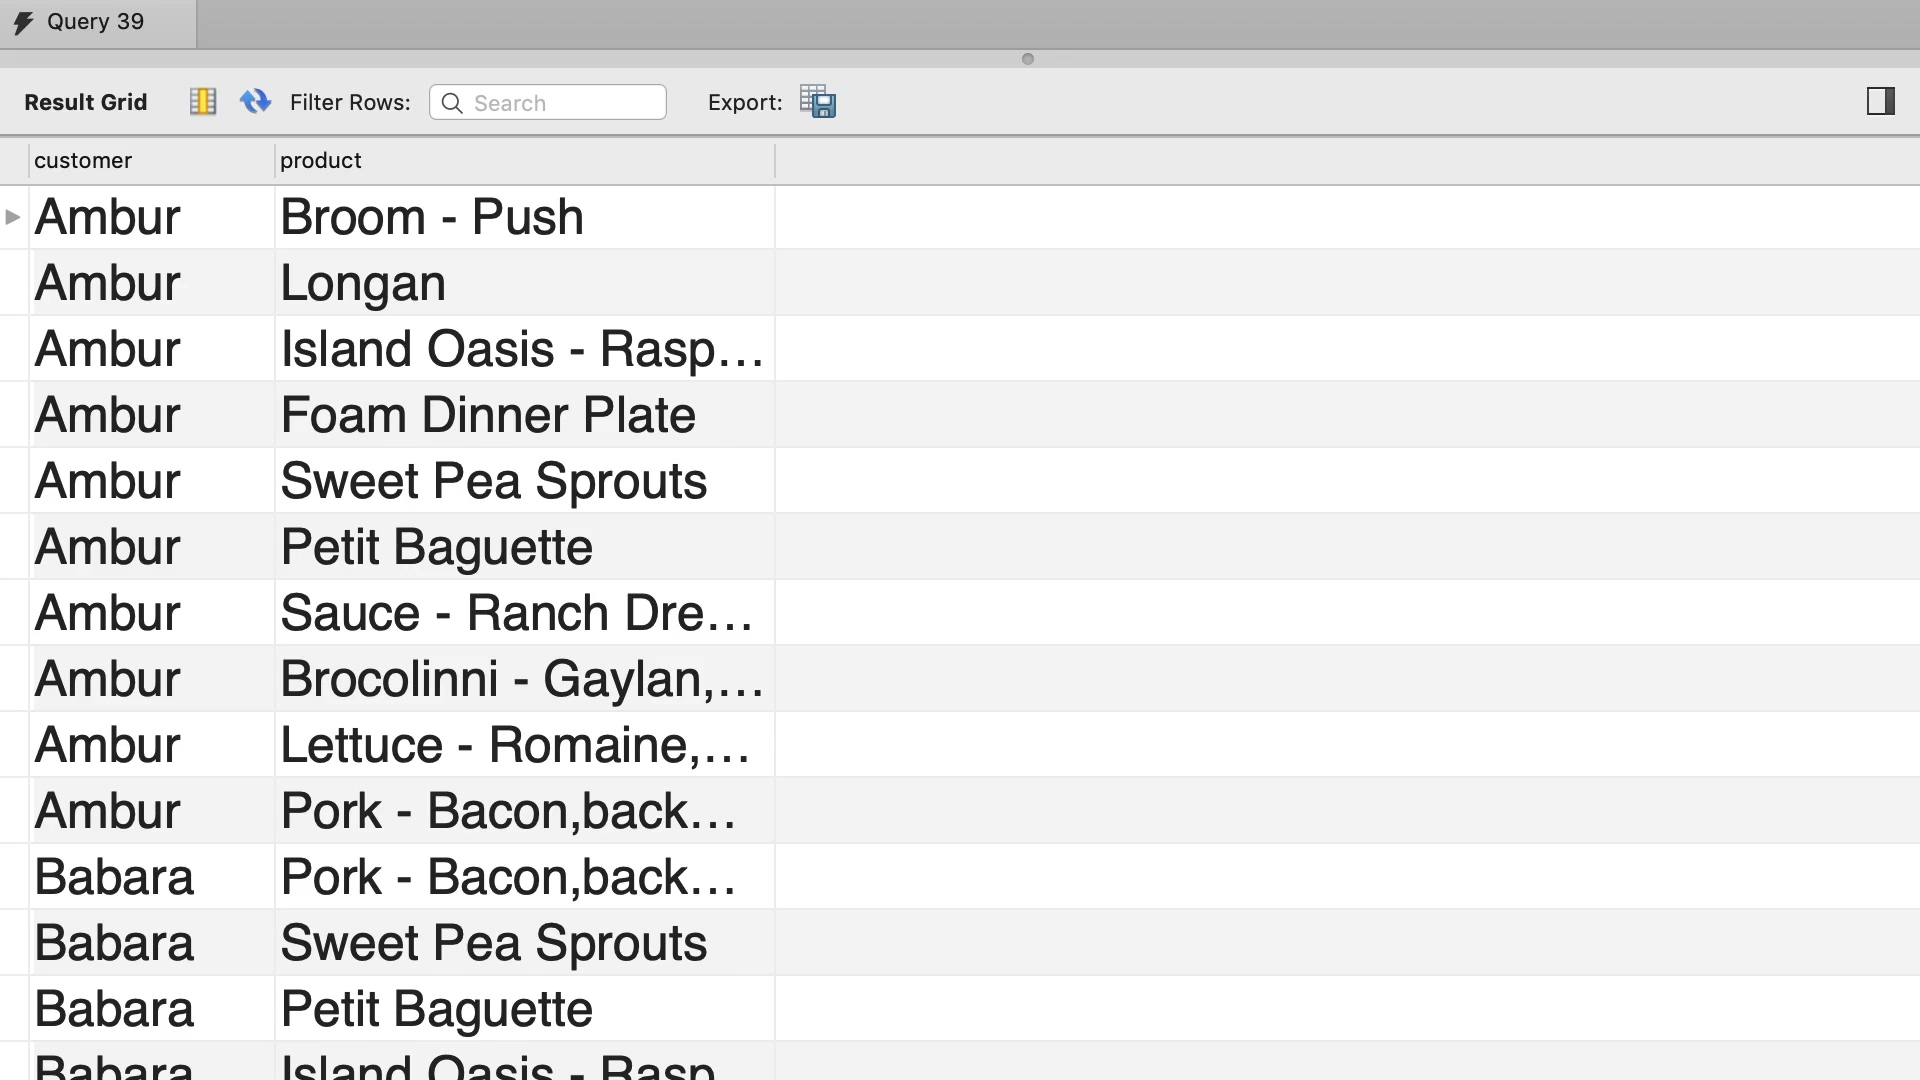 Query 39
Result Grid Filter Rows: Search Export:
customer product
Ambur Broom - Push
Ambur Longan
Ambur Island Oasis - Rasp...
Ambur Foam Dinner Plate
Ambur Sweet Pea Sprouts
Ambur Petit Baguette
Ambur Sauce - Ranch Dre...
Ambur Brocolinni - Gaylan,...
Ambur Lettuce - Romaine,...
Ambur Pork - Bacon,back...
Babara Pork - Bacon,back...
Babara Sweet Pea Sprouts
Babara Petit Baguette
Babara Island Oasis - Rasp